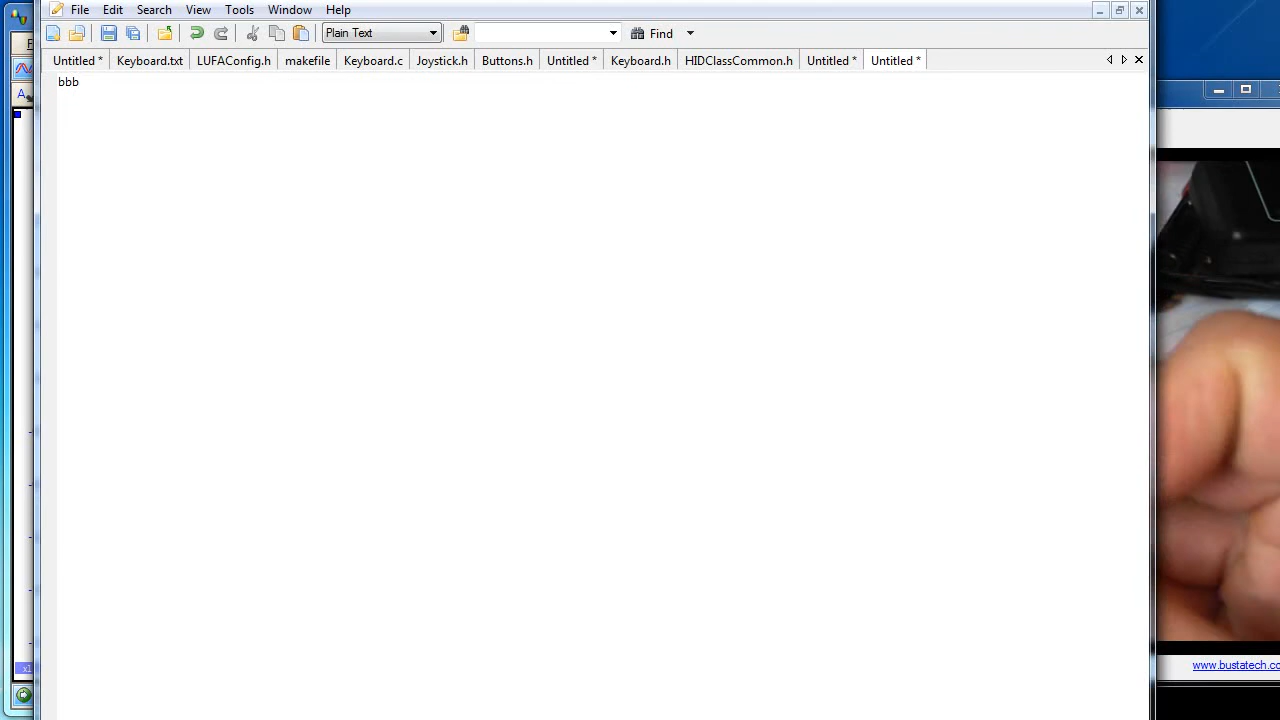 File Edit Search View Tools Window Help
Plain Text Find
Untitled * Keyboard.txt LUFAConfig.h makefile Keyboard.c Joystick.h Buttons.h Untitled * Keyboard.h HIDClassCommon.h Untitled * Untitled *
bbb
F
A
x1
www.bustatech.co